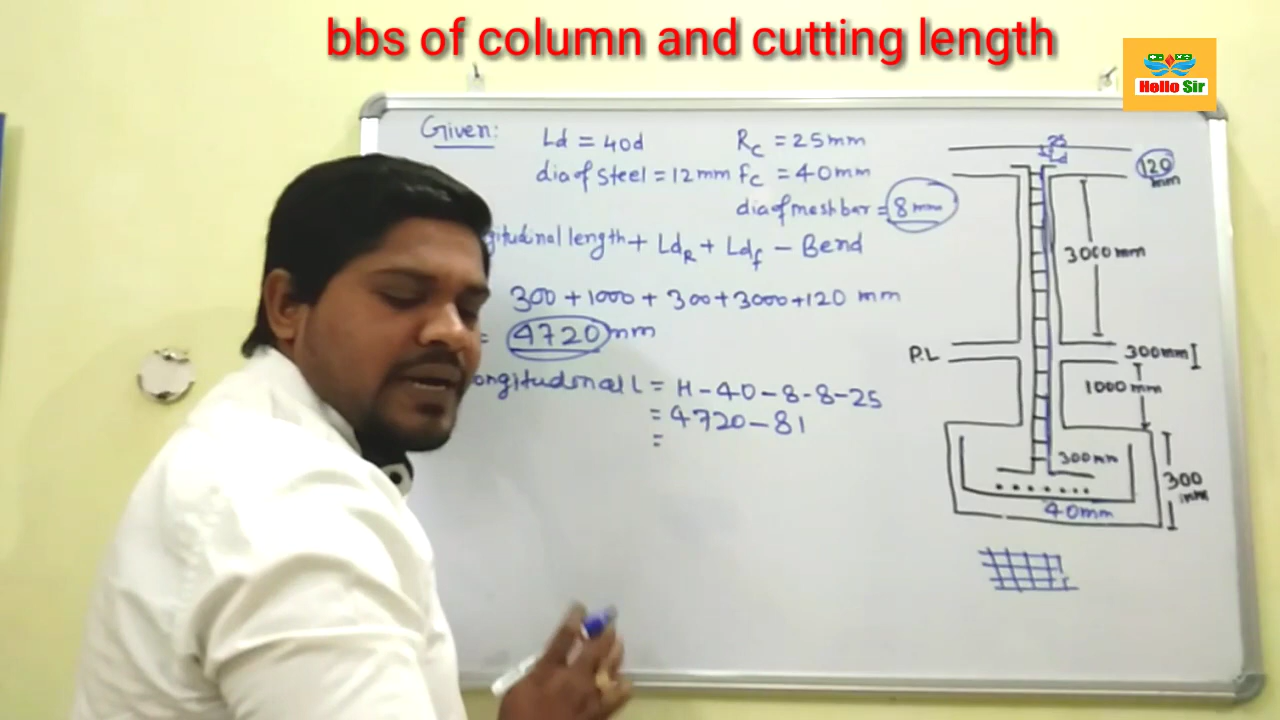 bbs of column and cutting length
Hello Sir
Given: Ld = 40d Rc = 25mm
dia of Steel = 12mm Fc = 40mm
dia of mesh bar = 8mm
length + LdR + Ldf - Bend
300 + 1000 + 300 + 3000 + 120 mm
= 4720 mm
L = H - 40 - 8 - 8 - 25
= 4720 - 81
=
25
Ld
120
mm
3000 mm
P.L
300mm
1000 mm
300mm
300
mm
40mm